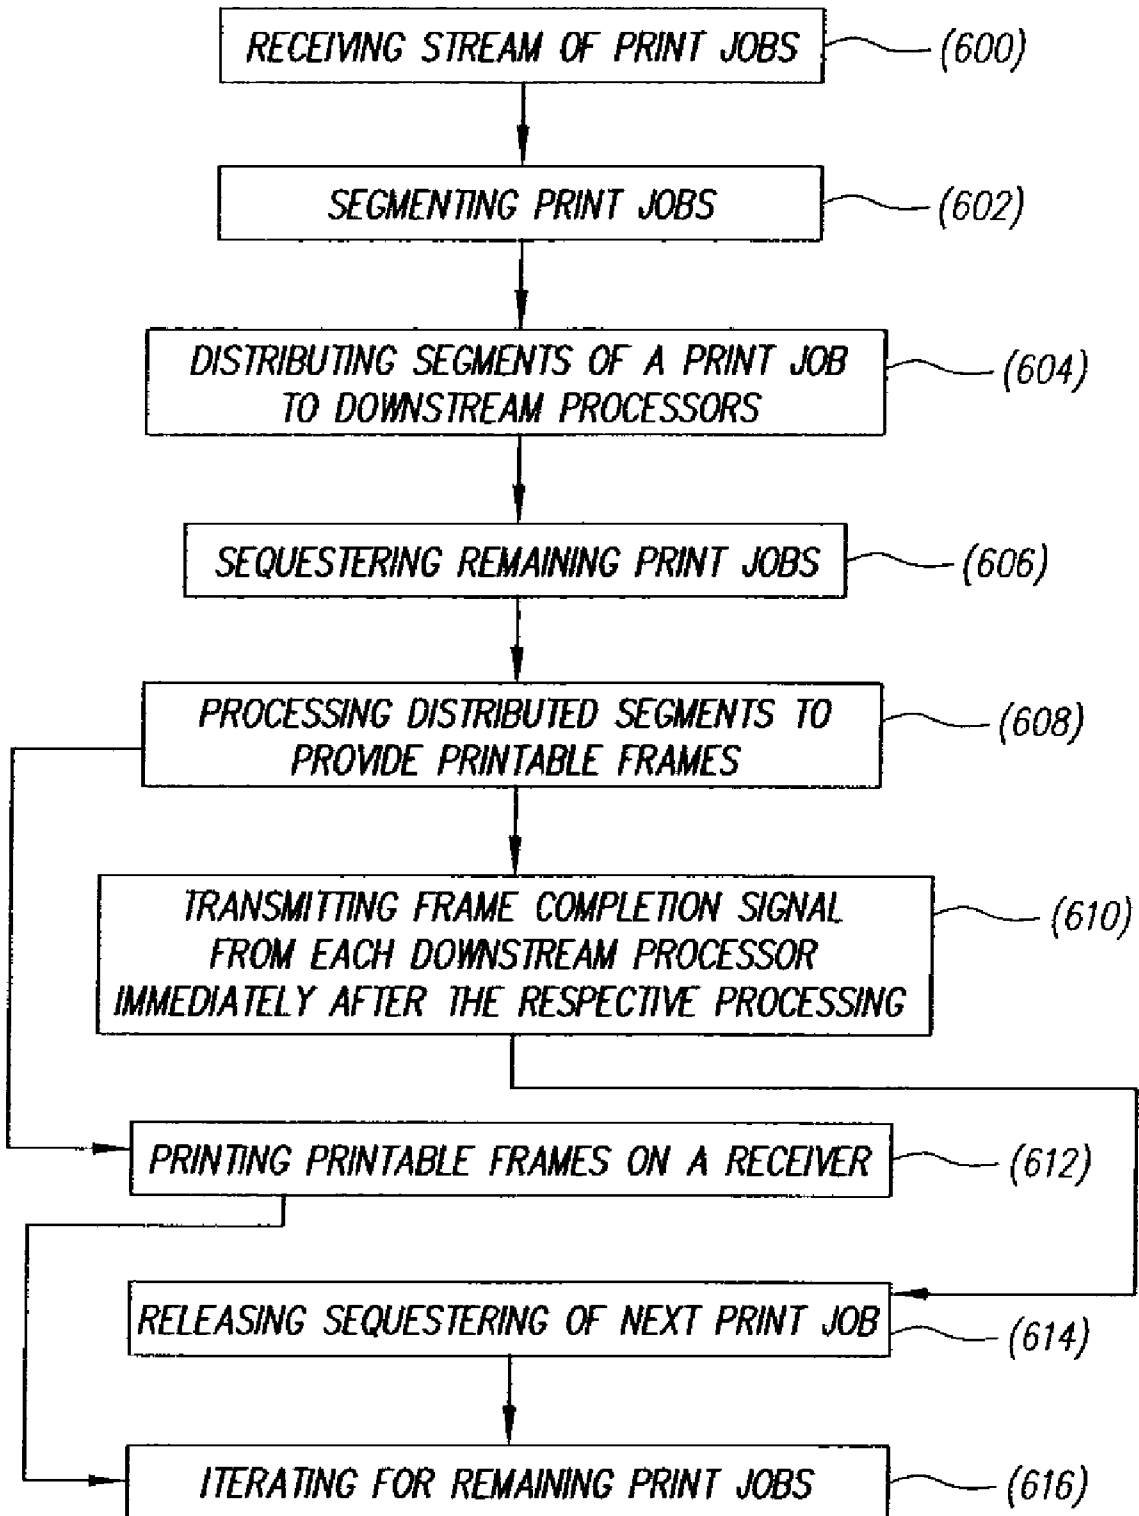 RECEIVING STREAM OF PRINT JOBS (600)
SEGMENTING PRINT JOBS (602)
DISTRIBUTING SEGMENTS OF A PRINT JOB
TO DOWNSTREAM PROCESSORS
(604)
SEQUESTERING REMAINING PRINT JOBS (606)
PROCESSING DISTRIBUTED SEGMENTS TO
PROVIDE PRINTABLE FRAMES
(608)
TRANSMITTING FRAME COMPLETION SIGNAL
FROM EACH DOWNSTREAM PROCESSOR
IMMEDIATELY AFTER THE RESPECTIVE PROCESSING
(610)
PRINTING PRINTABLE FRAMES ON A RECEIVER (612)
RELEASING SEQUESTERING OF NEXT PRINT JOB (614)
ITERATING FOR REMAINING PRINT JOBS (616)